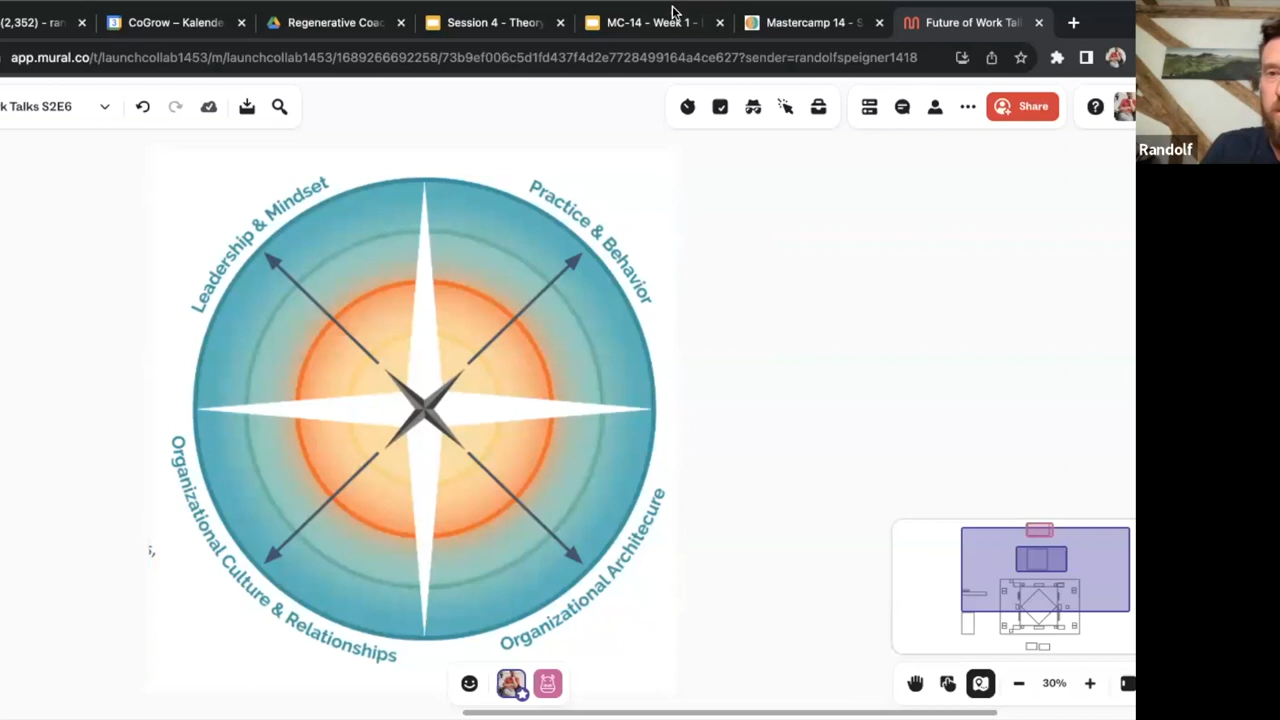 (2,352) - ran
CoGrow – Kalende
Regenerative Coac
Session 4 - Theory
MC-14 - Week 1 -
Mastercamp 14 - S
Future of Work Tal
app.mural.co/t/launchcollab1453/m/launchcollab1453/1689266692258/73b9ef006c5d1fd437f4d2e7728499164a4ce627?sender=randolfspeigner1418
k Talks S2E6
Share
Randolf
Leadership & Mindset
Practice & Behavior
Organizational Culture & Relationships
Organizational Architecure
s,
30%